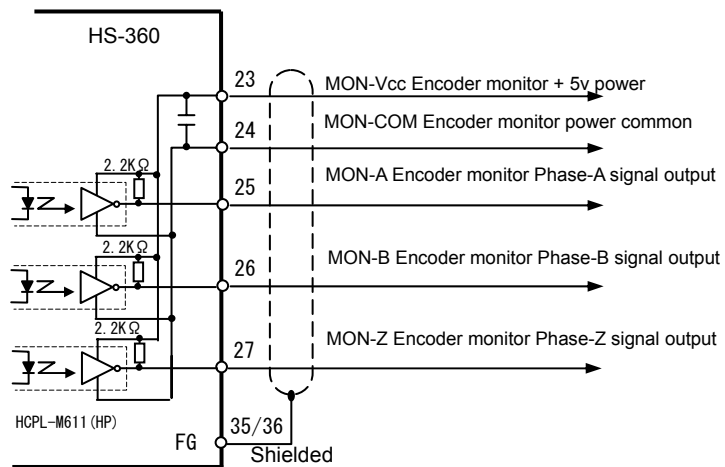 HS-360
23
MON-Vcc Encoder monitor + 5v power
24
MON-COM Encoder monitor power common
2.2KΩ
25
MON-A Encoder monitor Phase-A signal output
2.2KΩ
26
MON-B Encoder monitor Phase-B signal output
2.2KΩ
27
MON-Z Encoder monitor Phase-Z signal output
HCPL-M611(HP)
FG
35/36
Shielded